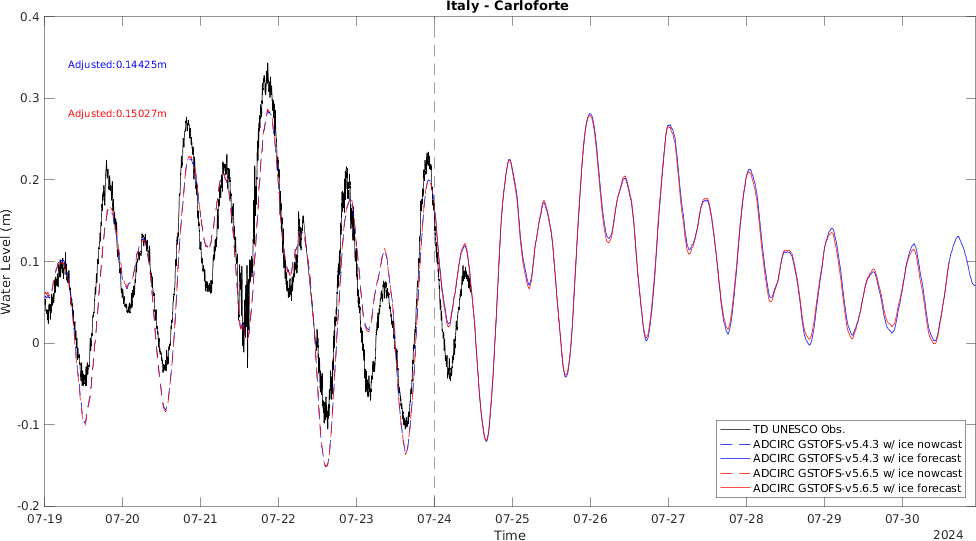 Italy - Carloforte
Adjusted:0.14425m
Adjusted:0.15027m
Water Level (m)
0.4
0.3
0.2
0.1
0
-0.1
-0.2
TD UNESCO Obs.
ADCIRC GSTOFS-v5.4.3 w/ ice nowcast
ADCIRC GSTOFS-v5.4.3 w/ ice forecast
ADCIRC GSTOFS-v5.6.5 w/ ice nowcast
ADCIRC GSTOFS-v5.6.5 w/ ice forecast
07-19 07-20 07-21 07-22 07-23 07-24 07-25 07-26 07-27 07-28 07-29 07-30
Time
2024